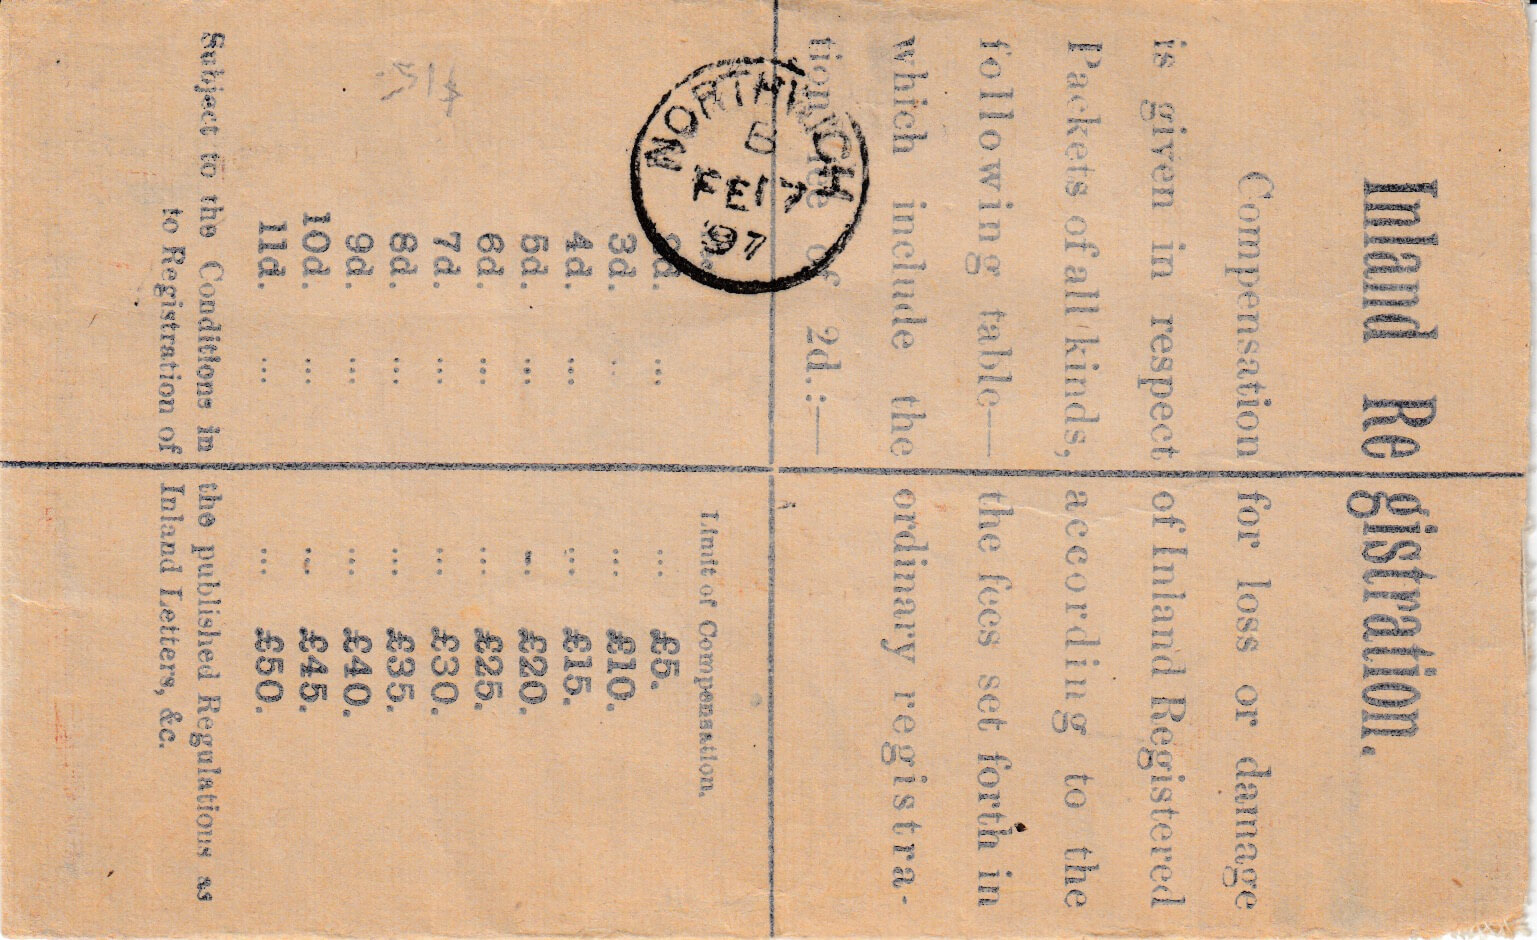 Inland Registration.
Compensation for loss or damage
is given in respect of Inland Registered
Packets of all kinds, according to the
following table— the fees set forth in
which include the ordinary registra-
tion fee of 2d.:—
Limit of Compensation.
2d. ... ... £5.
3d. ... ... £10.
4d. ... ... £15.
5d. ... ... £20.
6d. ... ... £25.
7d. ... ... £30.
8d. ... ... £35.
9d. ... ... £40.
10d. ... ... £45.
11d. ... ... £50.
Subject to the Conditions in the published Regulations as
to Registration of Inland Letters, &c.
NORTHWICH
B
FE 17
97